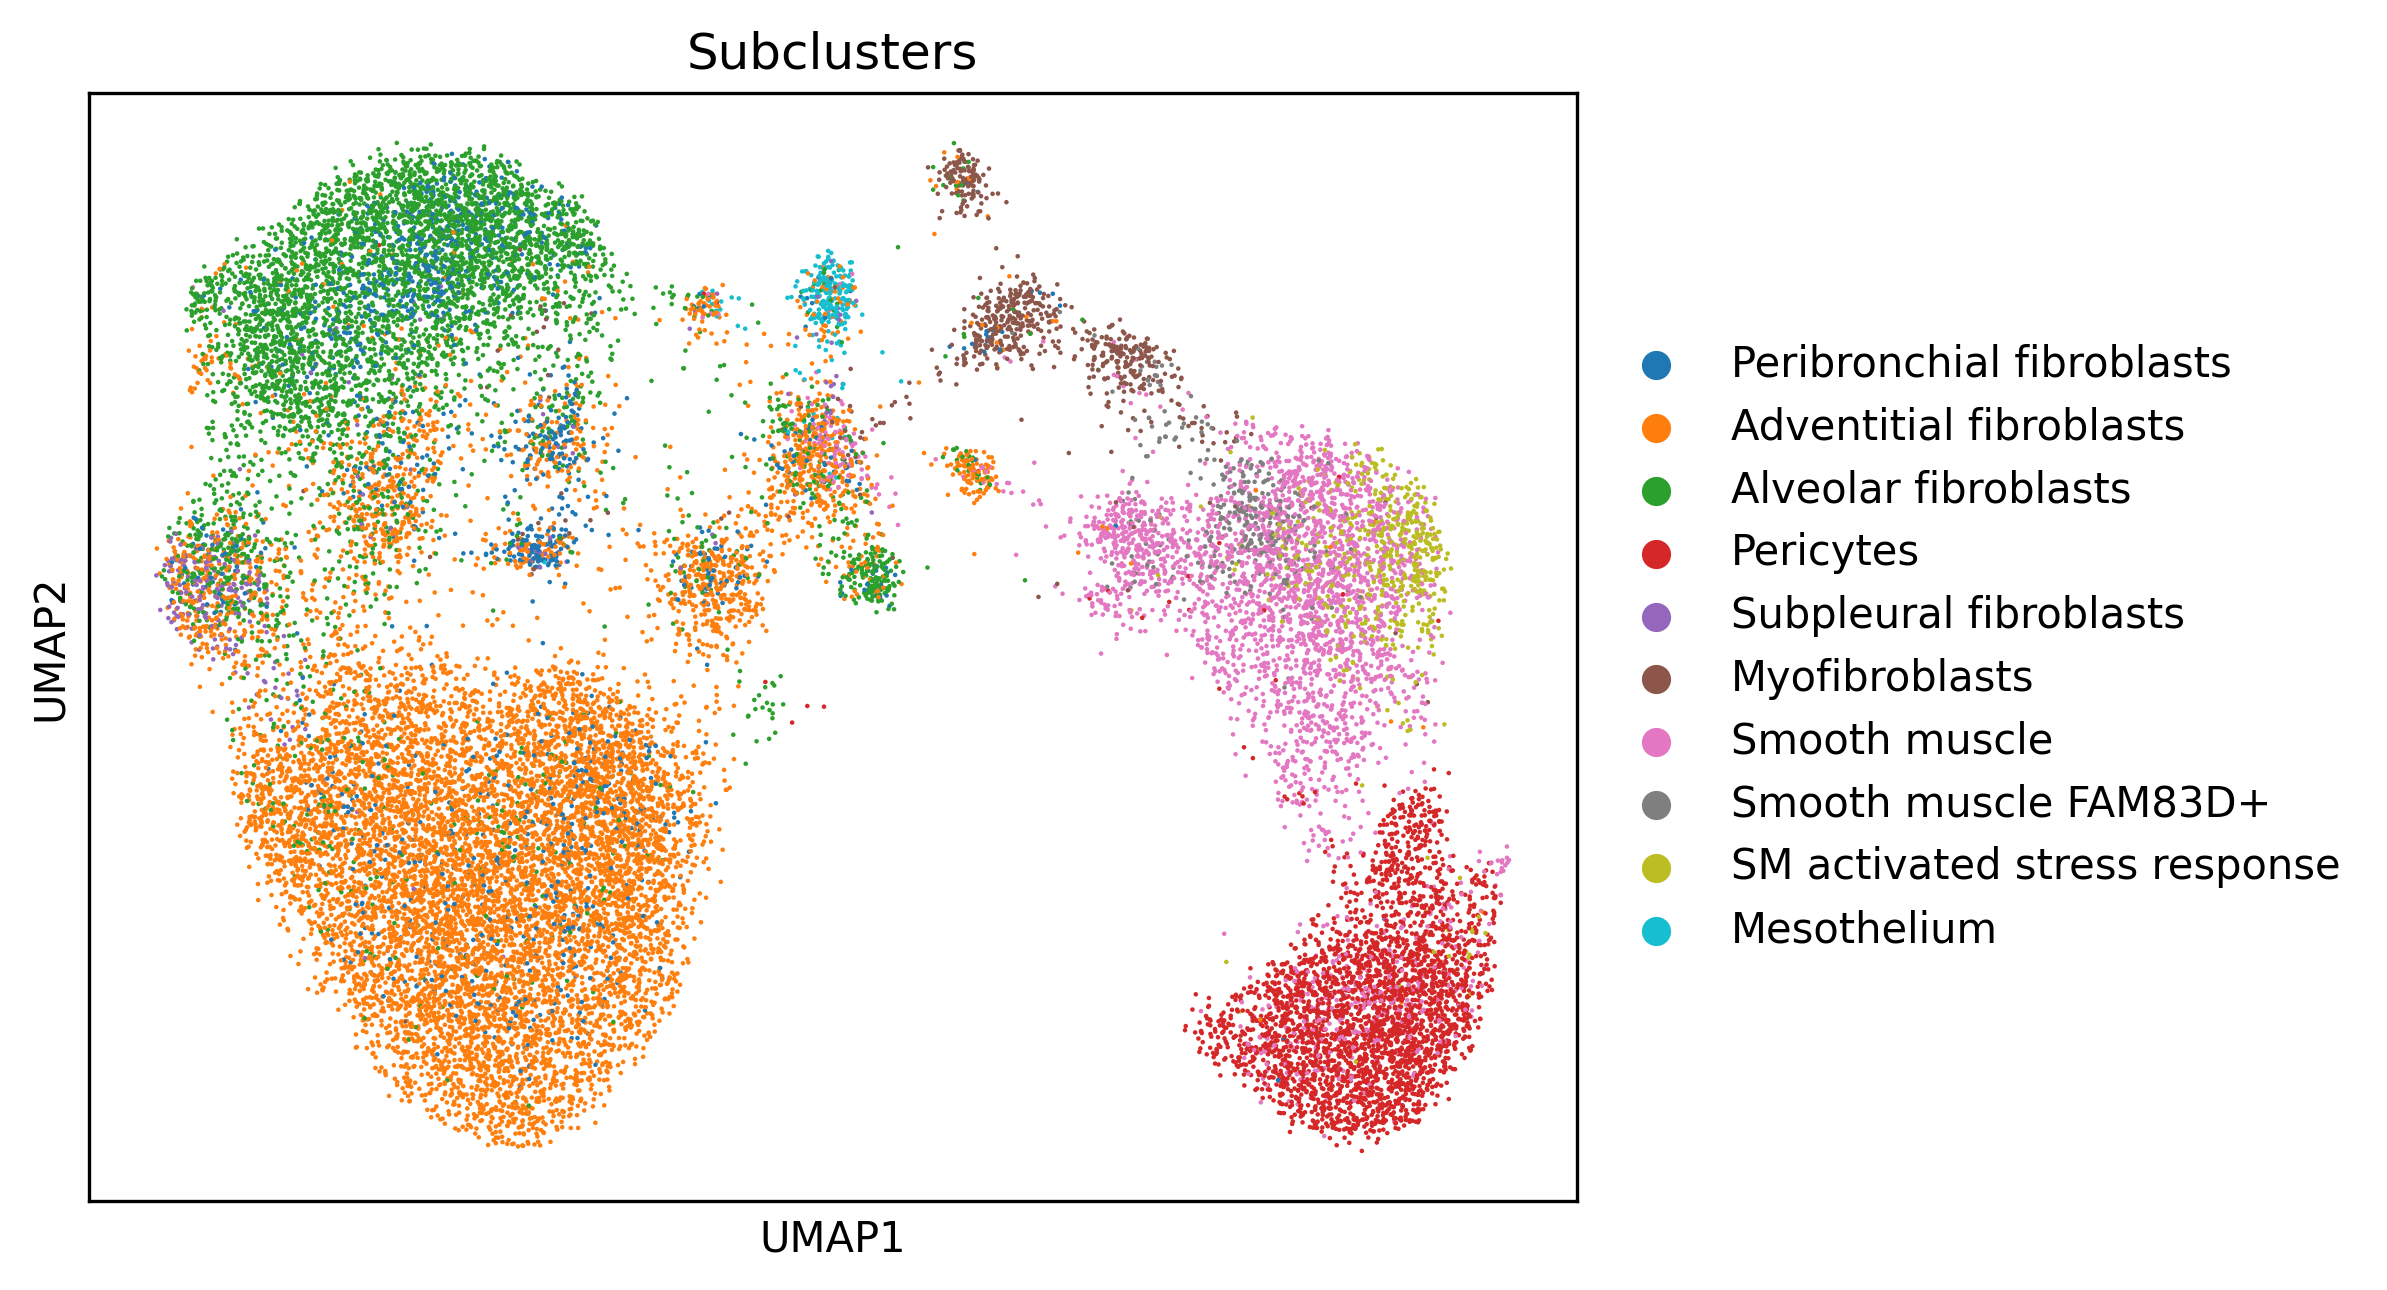 Subclusters
UMAP2
UMAP1
Peribronchial fibroblasts
Adventitial fibroblasts
Alveolar fibroblasts
Pericytes
Subpleural fibroblasts
Myofibroblasts
Smooth muscle
Smooth muscle FAM83D+
SM activated stress response
Mesothelium